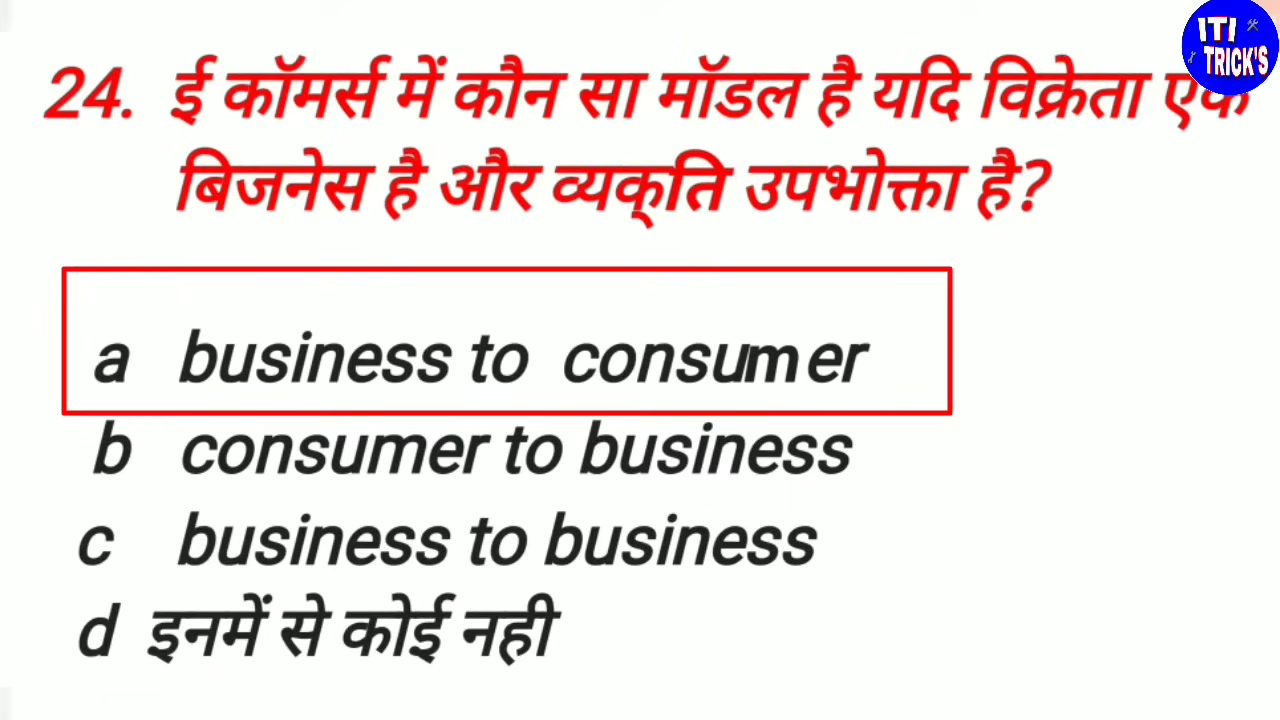 ITI
TRICK'S
24. ई कॉमर्स में कौन सा मॉडल है यदि विक्रेता एक
बिजनेस है और व्यक्ति उपभोक्ता है?
a business to consumer
b consumer to business
c business to business
d इनमें से कोई नही